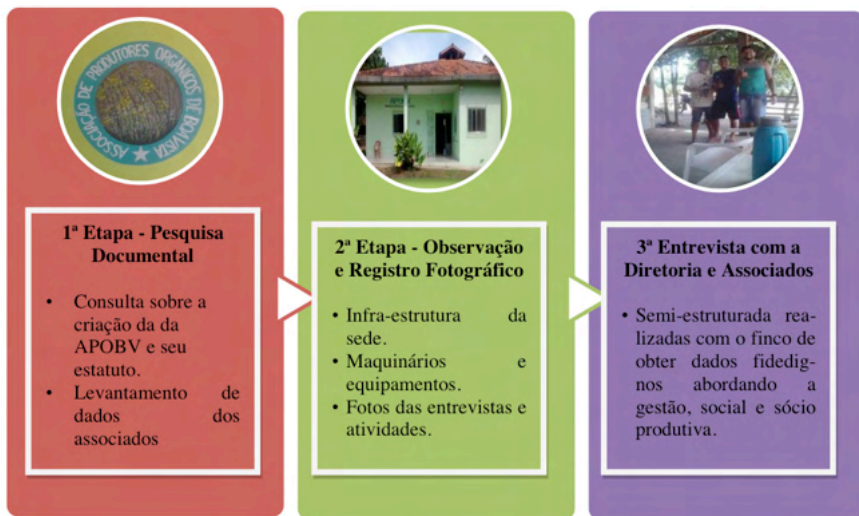 ASSOCIAÇÃO DE PRODUTORES ORGÂNICOS DE BOA VISTA
1ª Etapa - Pesquisa
Documental
• Consulta sobre a
criação da da
APOBV e seu
estatuto.
• Levantamento de
dados dos
associados
APOBV
2ª Etapa - Observação
e Registro Fotográfico
• Infra-estrutura da
sede.
• Maquinários e
equipamentos.
• Fotos das entrevistas e
atividades.
3ª Entrevista com a
Diretoria e Associados
• Semi-estruturada rea-
lizadas com o finco de
obter dados fidedig-
nos abordando a
gestão, social e sócio
produtiva.